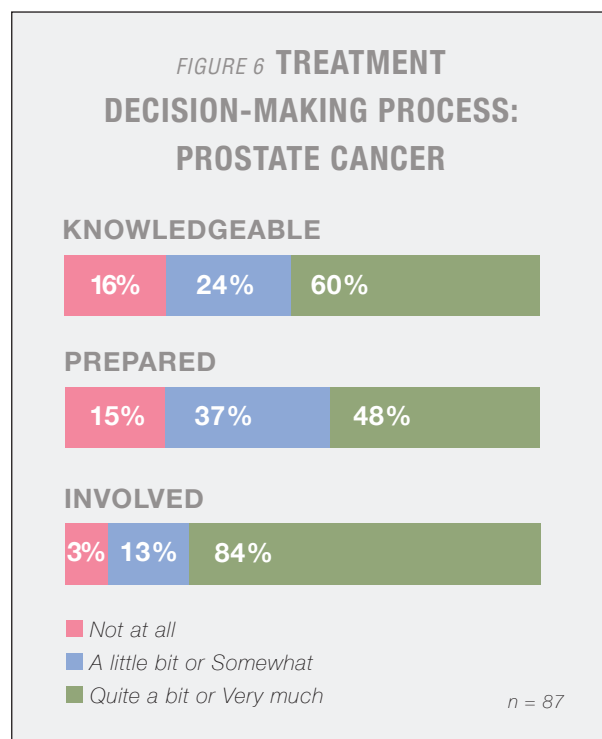 FIGURE 6 TREATMENT
DECISION-MAKING PROCESS:
PROSTATE CANCER
KNOWLEDGEABLE
16% 24% 60%
PREPARED
15% 37% 48%
INVOLVED
3% 13% 84%
Not at all
A little bit or Somewhat
Quite a bit or Very much
n = 87